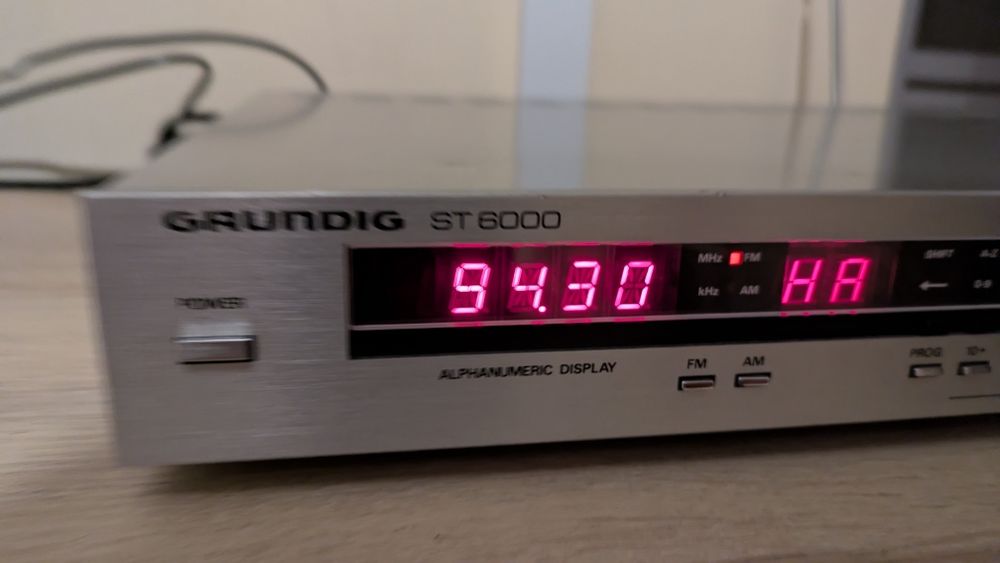 GRUNDIG ST 6000
POWER
94.30 MHz FM HA SHIFT A-Z
kHz AM ← 0-9
ALPHANUMERIC DISPLAY FM AM PROG 10+